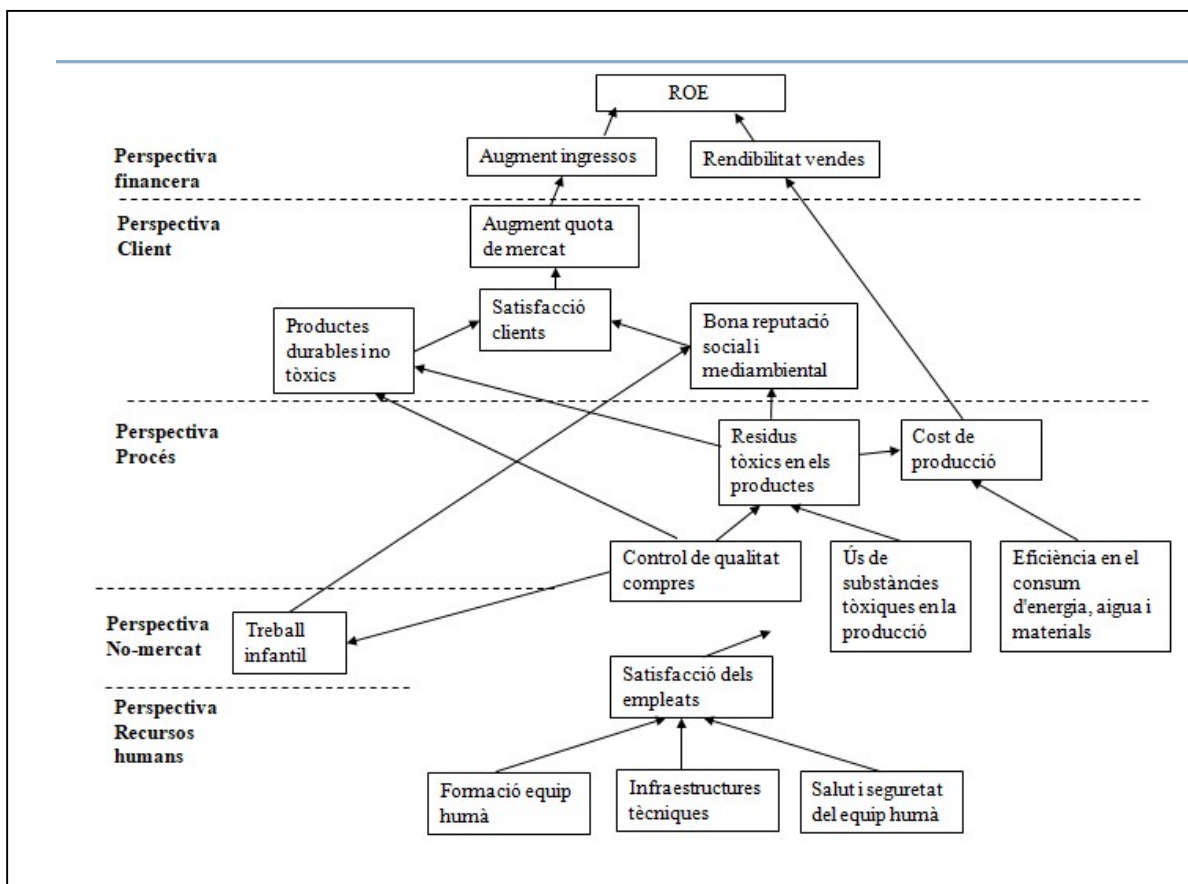 ROE
Perspectiva
financera
Augment ingressos
Rendibilitat vendes
Perspectiva
Client
Augment quota
de mercat
Satisfacció
clients
Productes
durables i no
tòxics
Bona reputació
social i
mediambiental
Perspectiva
Procés
Residus
tòxics en els
productes
Cost de
producció
Control de qualitat
compres
Ús de
substàncies
tòxiques en la
producció
Eficiència en el
consum
d'energia, aigua i
materials
Perspectiva
No-mercat
Treball
infantil
Satisfacció dels
empleats
Perspectiva
Recursos
humans
Formació equip
humà
Infraestructures
tècniques
Salut i seguretat
del equip humà